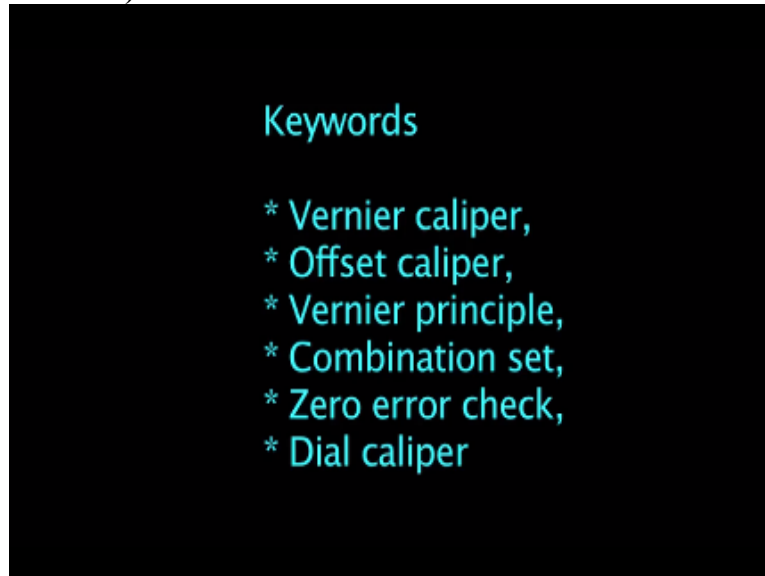 Keywords
* Vernier caliper,
* Offset caliper,
* Vernier principle,
* Combination set,
* Zero error check,
* Dial caliper